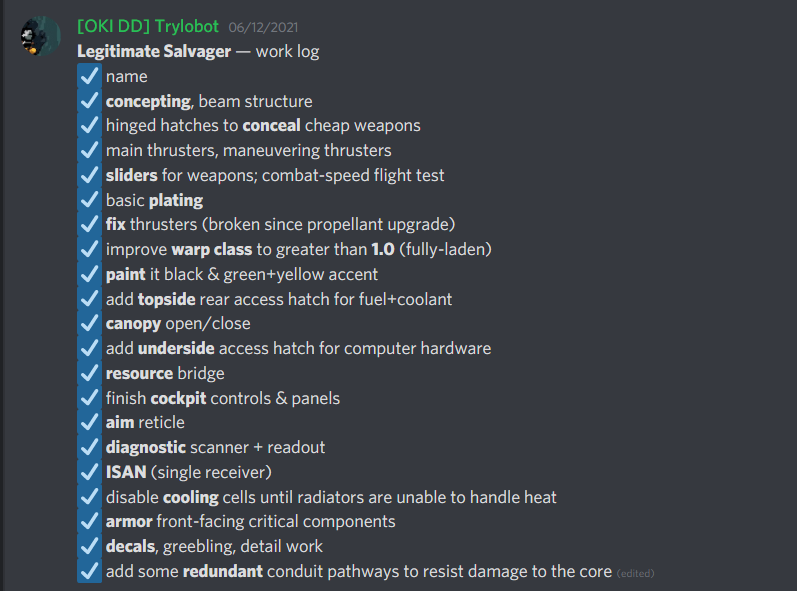 [OKI DD] Trylobot 06/12/2021
Legitimate Salvager — work log
name
concepting, beam structure
hinged hatches to conceal cheap weapons
main thrusters, maneuvering thrusters
sliders for weapons; combat-speed flight test
basic plating
fix thrusters (broken since propellant upgrade)
improve warp class to greater than 1.0 (fully-laden)
paint it black & green+yellow accent
add topside rear access hatch for fuel+coolant
canopy open/close
add underside access hatch for computer hardware
resource bridge
finish cockpit controls & panels
aim reticle
diagnostic scanner + readout
ISAN (single receiver)
disable cooling cells until radiators are unable to handle heat
armor front-facing critical components
decals, greebling, detail work
add some redundant conduit pathways to resist damage to the core (edited)